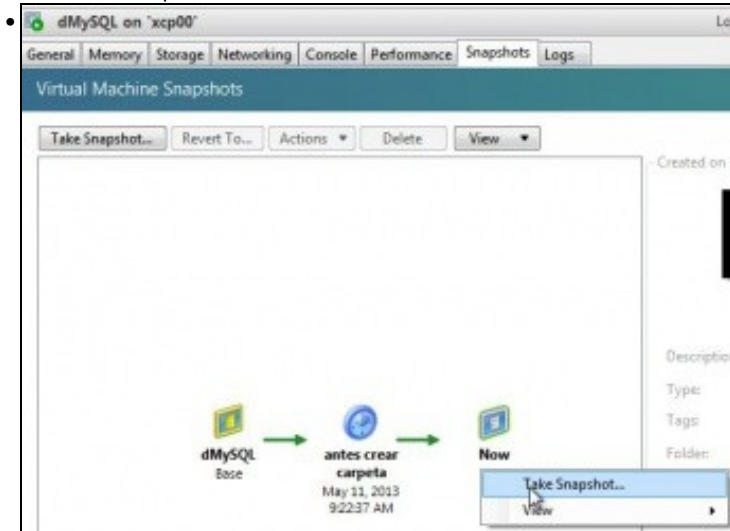 dMySQL on 'xcp00' Lo
General Memory Storage Networking Console Performance Snapshots Logs
Virtual Machine Snapshots
Take Snapshot... Revert To... Actions Delete View
Created on
Description
Type:
Tags:
Folder:
dMySQL
Base
antes crear
carpeta
May 11, 2013
9:22:37 AM
Now
Take Snapshot...
View